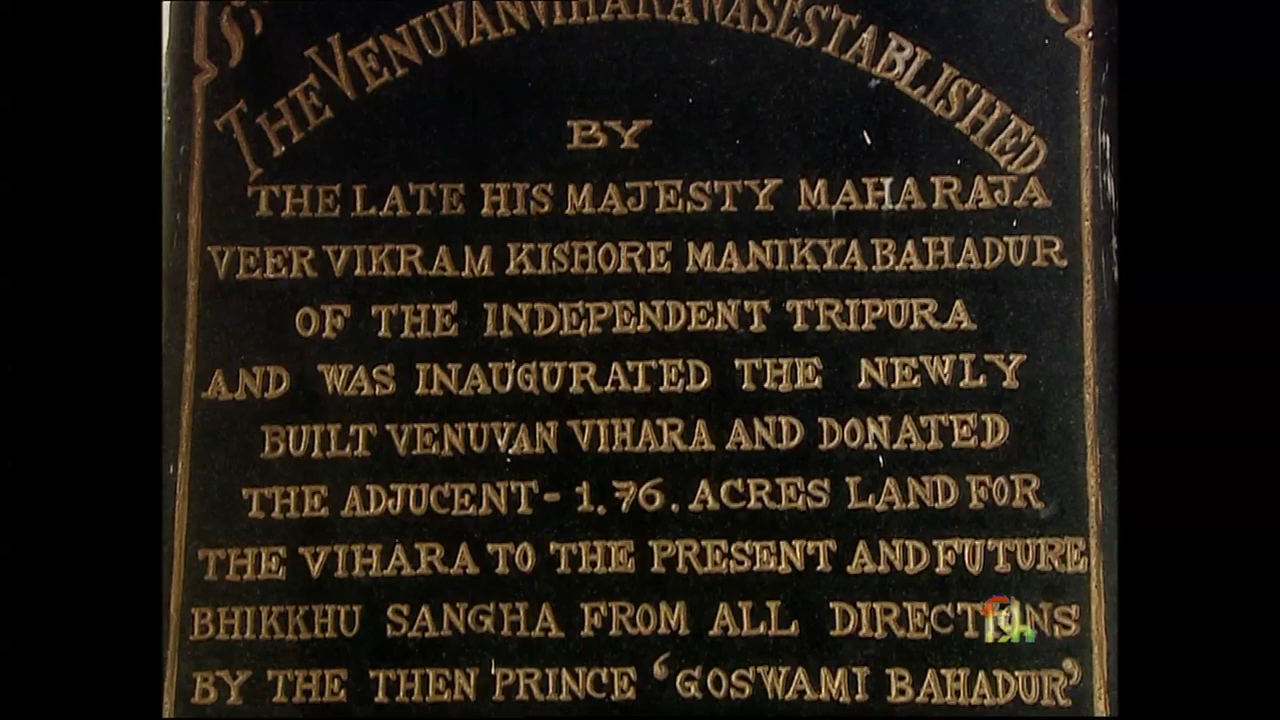 THE VENUVAN VIHARA WAS ESTABLISHED
BY
THE LATE HIS MAJESTY MAHARAJA
VEER VIKRAM KISHORE MANIKYA BAHADUR
OF THE INDEPENDENT TRIPURA
AND WAS INAUGURATED THE NEWLY
BUILT VENUVAN VIHARA AND DONATED
THE ADJUCENT - 1.76. ACRES LAND FOR
THE VIHARA TO THE PRESENT AND FUTURE
BHIKKHU SANGHA FROM ALL DIRECTIONS
BY THE THEN PRINCE ‘GOSWAMI BAHADUR’